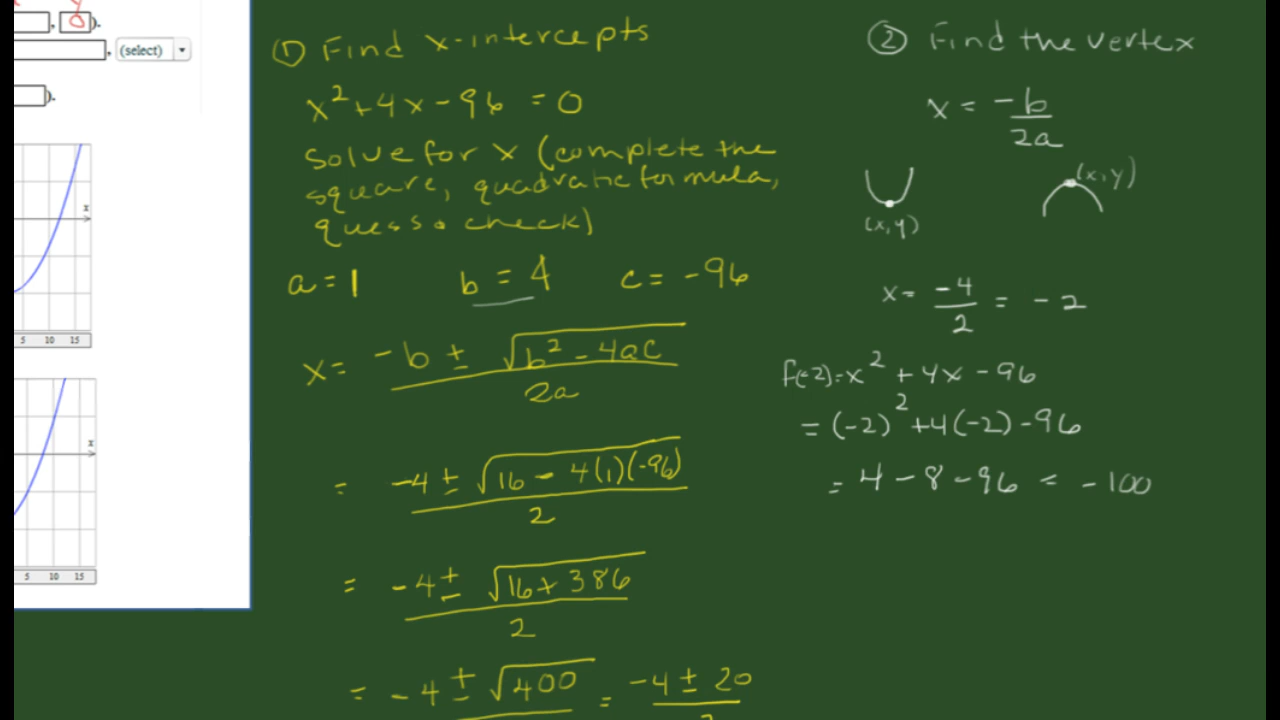 , 0 ).
, (select)
).
① Find x-intercepts
x² + 4x - 96 = 0
Solve for x (complete the
square, quadratic formula,
guess & check)
a = 1 b = 4 c = -96
x = (-b ± √(b² - 4ac)) / 2a
= (-4 ± √(16 - 4(1)(-96))) / 2
= (-4 ± √(16 + 386)) / 2
= -4 ± √400 = (-4 ± 20) / 2
② Find the vertex
x = -b / 2a
(x, y)
(x, y)
x = -4 / 2 = -2
f(-2) = x² + 4x - 96
= (-2)² + 4(-2) - 96
= 4 - 8 - 96 = -100
x
5 10 15
x
5 10 15